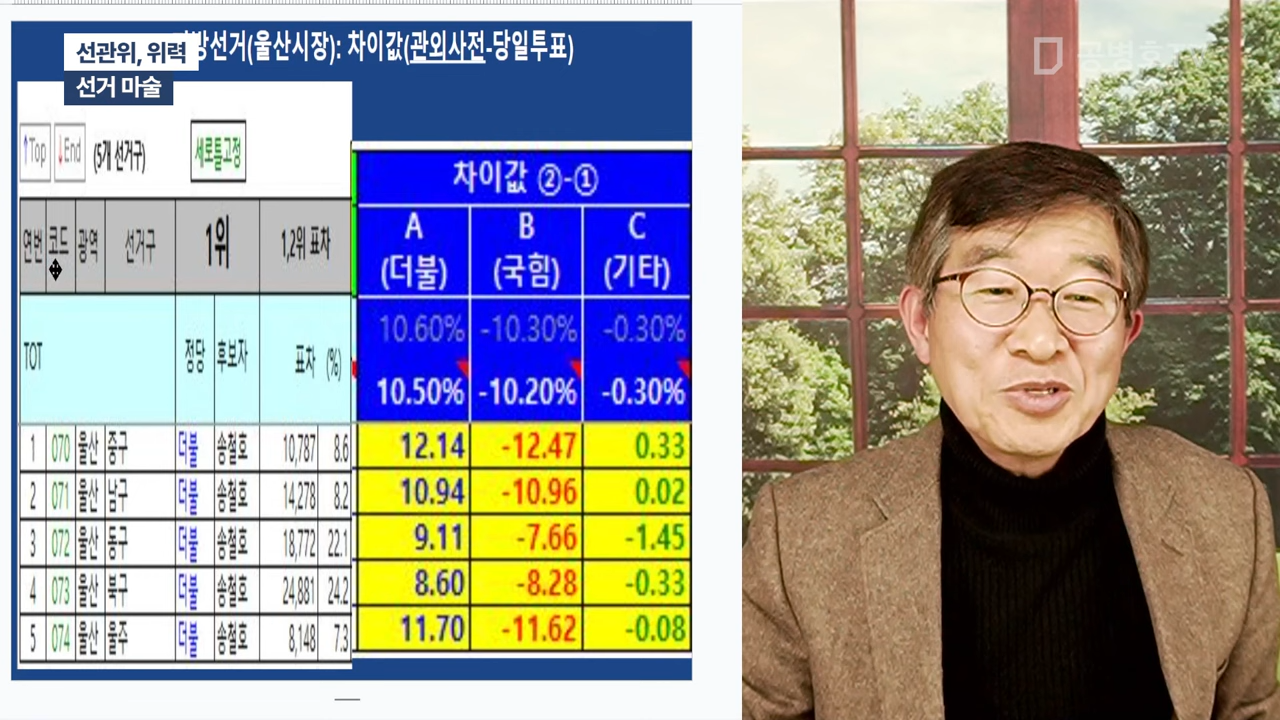 선관위, 위력
선거 마술
방선거(울산시장): 차이값(관외사전-당일투표)
공병호
↑Top ↓End (5개 선거구) 세로틀고정
차이값 ②-①
연번 코드 광역 선거구 1위 1,2위 표차 A (더불) B (국힘) C (기타)
10.60% -10.30% -0.30%
TOT 정당 후보자 표차 (%) 10.50% -10.20% -0.30%
1 070 울산 중구 더불 송철호 10,787 8.6 12.14 -12.47 0.33
2 071 울산 남구 더불 송철호 14,278 8.2 10.94 -10.96 0.02
3 072 울산 동구 더불 송철호 18,772 22.1 9.11 -7.66 -1.45
4 073 울산 북구 더불 송철호 24,881 24.2 8.60 -8.28 -0.33
5 074 울산 울주 더불 송철호 8,148 7.3 11.70 -11.62 -0.08